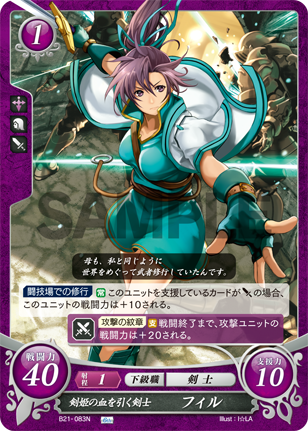 1
SAMPLE
母も、私と同じように
世界をめぐって武者修行していたんです。
闘技場での修行 常 このユニットを支援しているカードが の場合、
このユニットの戦闘力は+10される。
攻撃の紋章 支 戦闘終了まで、攻撃ユニットの
戦闘力は+20される。
戦闘力
40
射程 1 下級職 剣士
支援力
10
剣姫の血を引く剣士 フィル
B21-083N Illust:I☆LA